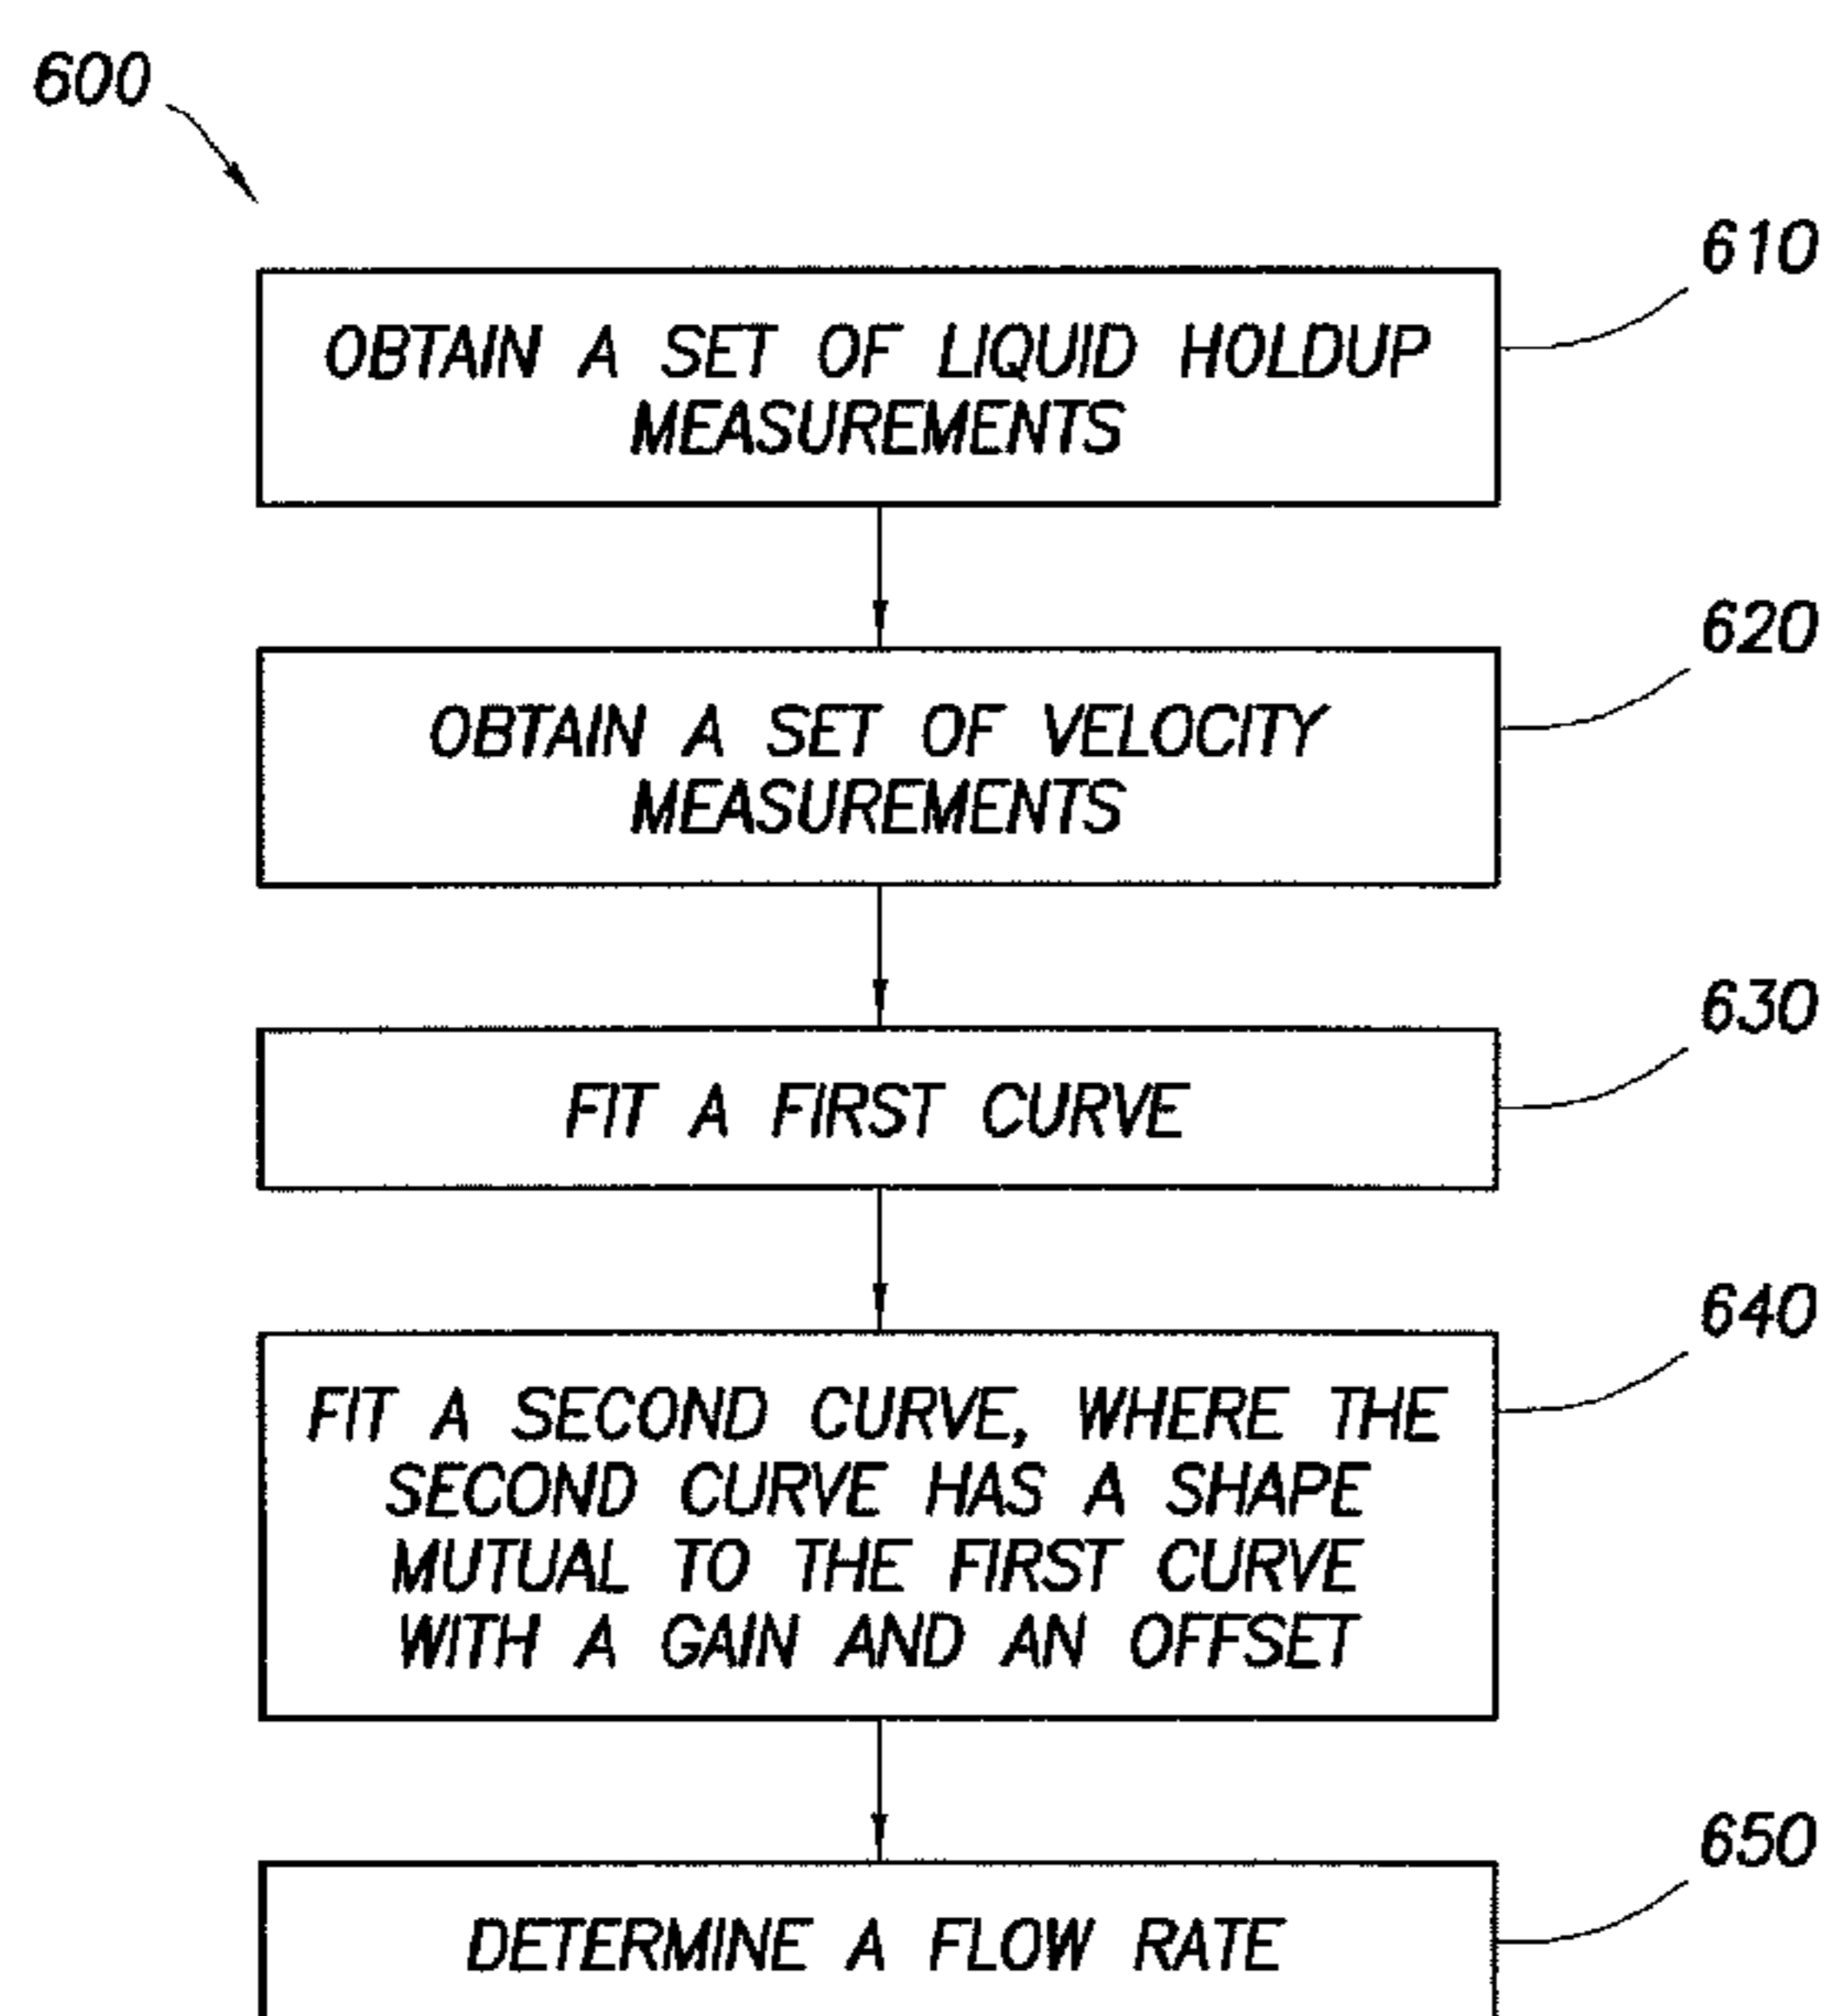 600
610
OBTAIN A SET OF LIQUID HOLDUP
MEASUREMENTS
620
OBTAIN A SET OF VELOCITY
MEASUREMENTS
630
FIT A FIRST CURVE
640
FIT A SECOND CURVE, WHERE THE
SECOND CURVE HAS A SHAPE
MUTUAL TO THE FIRST CURVE
WITH A GAIN AND AN OFFSET
650
DETERMINE A FLOW RATE